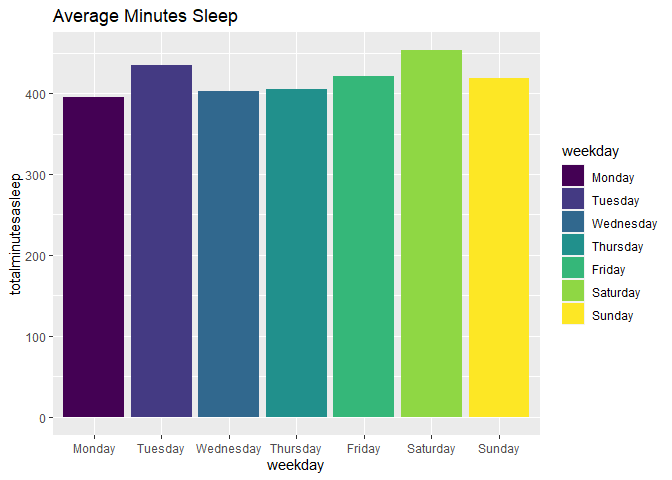 Average Minutes Sleep
totalminutesasleep
400
300
200
100
0
Monday Tuesday Wednesday Thursday Friday Saturday Sunday
weekday
weekday
Monday
Tuesday
Wednesday
Thursday
Friday
Saturday
Sunday